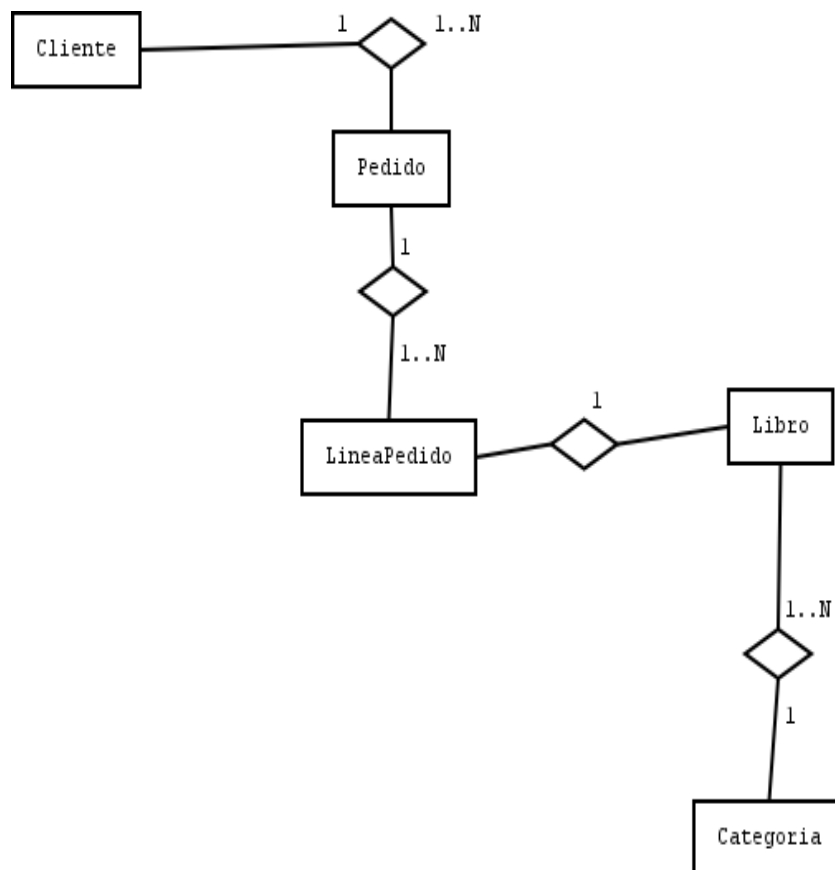 1
1..N
Cliente
Pedido
1
1..N
1
Libro
LineaPedido
1..N
1
Categoria